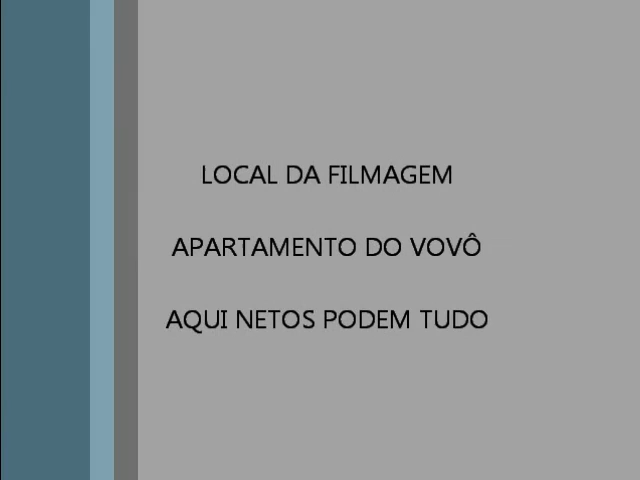 LOCAL DA FILMAGEM
APARTAMENTO DO VOVÔ
AQUI NETOS PODEM TUDO